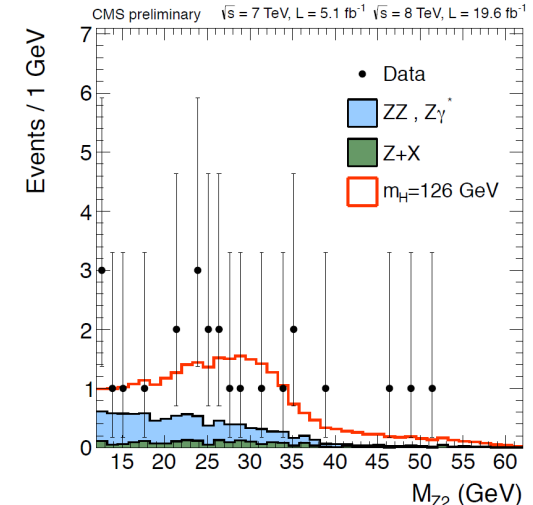 CMS preliminary √s = 7 TeV, L = 5.1 fb⁻¹ √s = 8 TeV, L = 19.6 fb⁻¹
Events / 1 GeV
7
6
5
4
3
2
1
0
Data
ZZ , Zγ*
Z+X
m_H=126 GeV
15 20 25 30 35 40 45 50 55 60
M_Z2 (GeV)